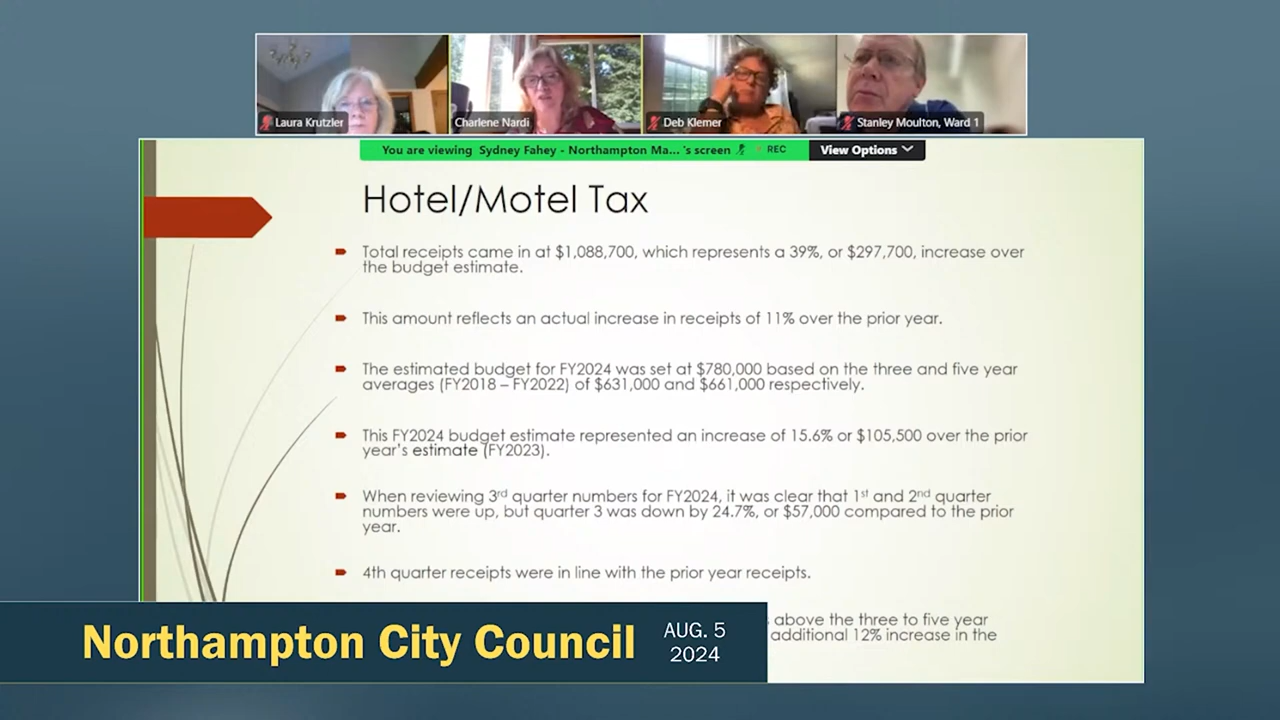 Laura Krutzler
Charlene Nardi
Deb Klemer
Stanley Moulton, Ward 1
You are viewing Sydney Fahey - Northampton Ma... 's screen
REC
View Options
Hotel/Motel Tax
Total receipts came in at $1,088,700, which represents a 39%, or $297,700, increase over
the budget estimate.
This amount reflects an actual increase in receipts of 11% over the prior year.
The estimated budget for FY2024 was set at $780,000 based on the three and five year
averages (FY2018 – FY2022) of $631,000 and $661,000 respectively.
This FY2024 budget estimate represented an increase of 15.6% or $105,500 over the prior
year's estimate (FY2023).
When reviewing 3rd quarter numbers for FY2024, it was clear that 1st and 2nd quarter
numbers were up, but quarter 3 was down by 24.7%, or $57,000 compared to the prior
year.
4th quarter receipts were in line with the prior year receipts.
above the three to five year
additional 12% increase in the
Northampton City Council
AUG. 5
2024